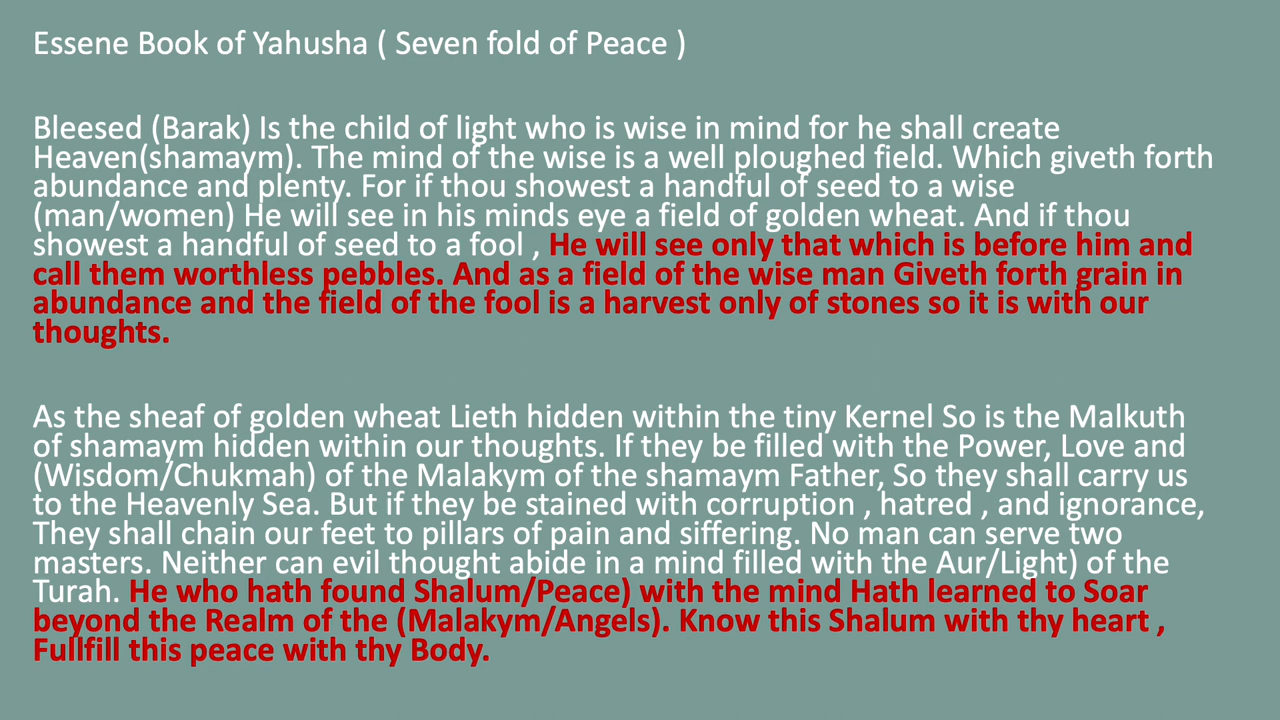 Essene Book of Yahusha ( Seven fold of Peace )
Bleesed (Barak) Is the child of light who is wise in mind for he shall create
Heaven(shamaym). The mind of the wise is a well ploughed field. Which giveth forth
abundance and plenty. For if thou showest a handful of seed to a wise
(man/women) He will see in his minds eye a field of golden wheat. And if thou
showest a handful of seed to a fool , He will see only that which is before him and
call them worthless pebbles. And as a field of the wise man Giveth forth grain in
abundance and the field of the fool is a harvest only of stones so it is with our
thoughts.
As the sheaf of golden wheat Lieth hidden within the tiny Kernel So is the Malkuth
of shamaym hidden within our thoughts. If they be filled with the Power, Love and
(Wisdom/Chukmah) of the Malakym of the shamaym Father, So they shall carry us
to the Heavenly Sea. But if they be stained with corruption , hatred , and ignorance,
They shall chain our feet to pillars of pain and siffering. No man can serve two
masters. Neither can evil thought abide in a mind filled with the Aur/Light) of the
Turah. He who hath found Shalum/Peace) with the mind Hath learned to Soar
beyond the Realm of the (Malakym/Angels). Know this Shalum with thy heart ,
Fullfill this peace with thy Body.